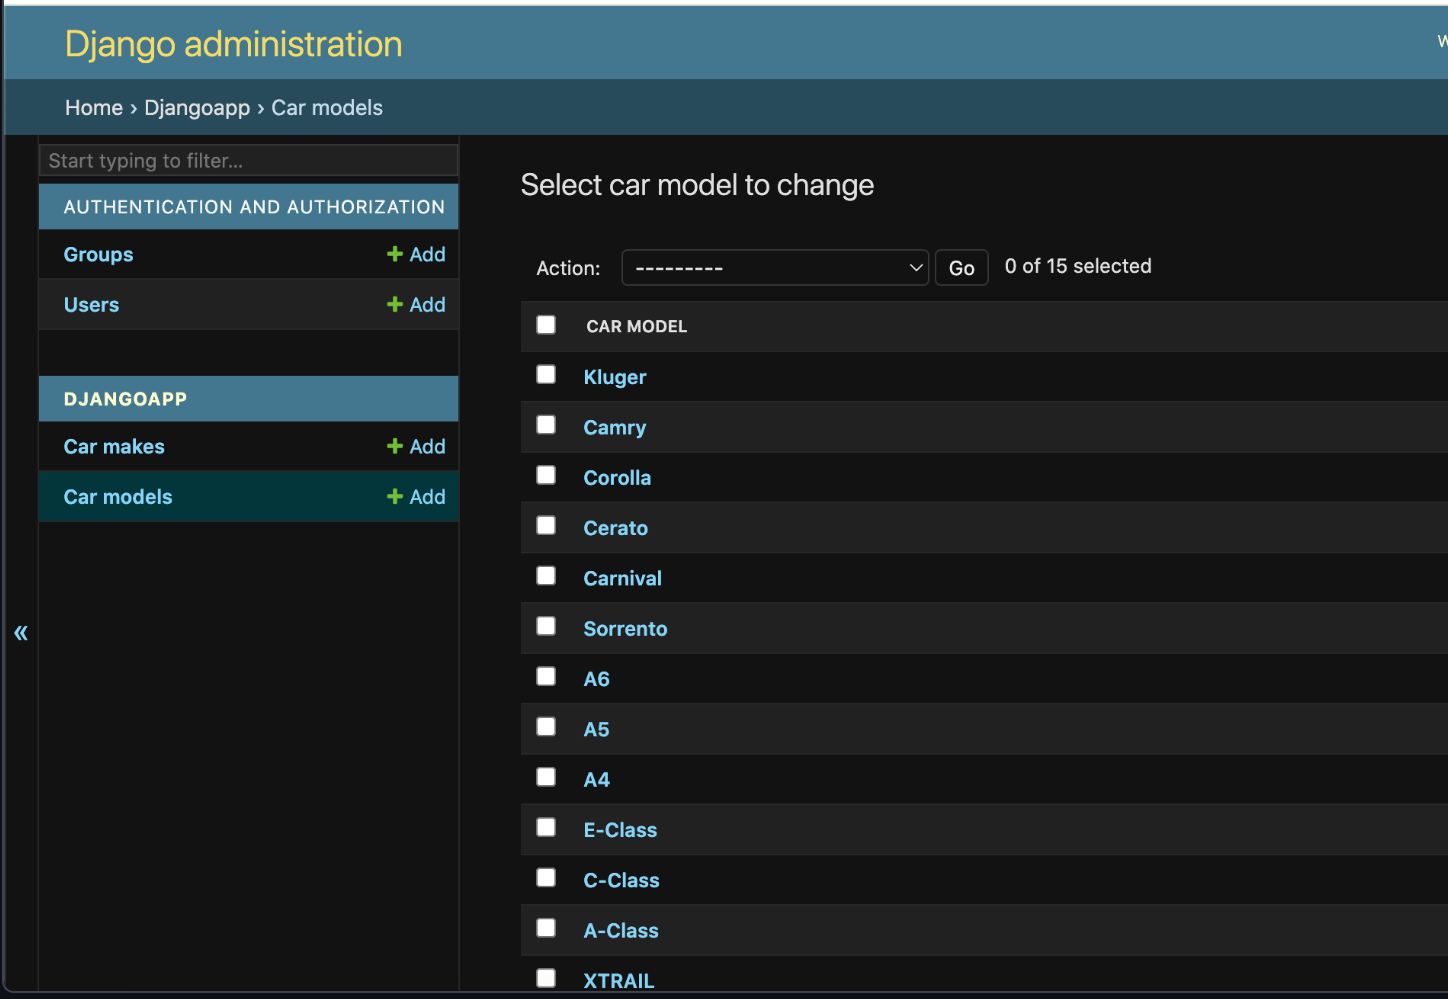 Django administration
Home › Djangoapp › Car models
Start typing to filter...
AUTHENTICATION AND AUTHORIZATION
Groups + Add
Users + Add
DJANGOAPP
Car makes + Add
Car models + Add
«
Select car model to change
Action: --------- Go 0 of 15 selected
CAR MODEL
Kluger
Camry
Corolla
Cerato
Carnival
Sorrento
A6
A5
A4
E-Class
C-Class
A-Class
XTRAIL